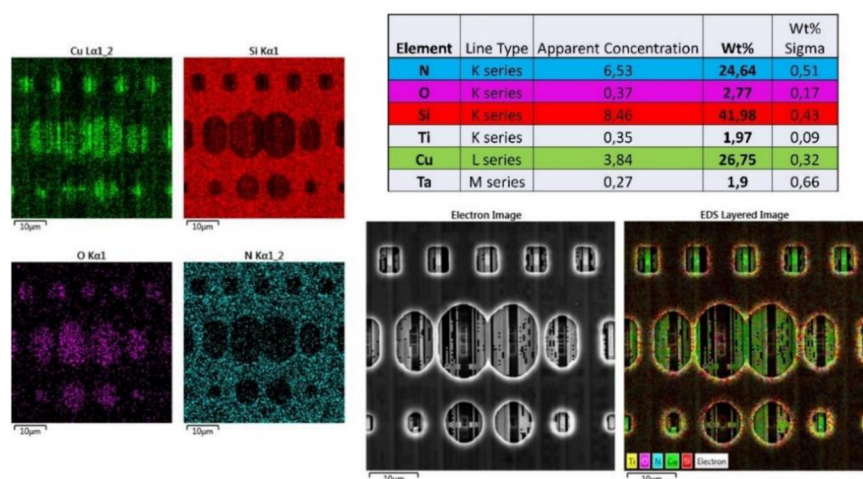 Cu Lα1_2
Si Kα1
10μm
10μm
O Kα1
N Kα1_2
10μm
10μm
Element Line Type Apparent Concentration Wt% Wt% Sigma
N K series 6,53 24,64 0,51
O K series 0,37 2,77 0,17
Si K series 8,46 41,98 0,43
Ti K series 0,35 1,97 0,09
Cu L series 3,84 26,75 0,32
Ta M series 0,27 1,9 0,66
Electron Image
EDS Layered Image
Ti O N Cu Si Electron
10μm
10μm